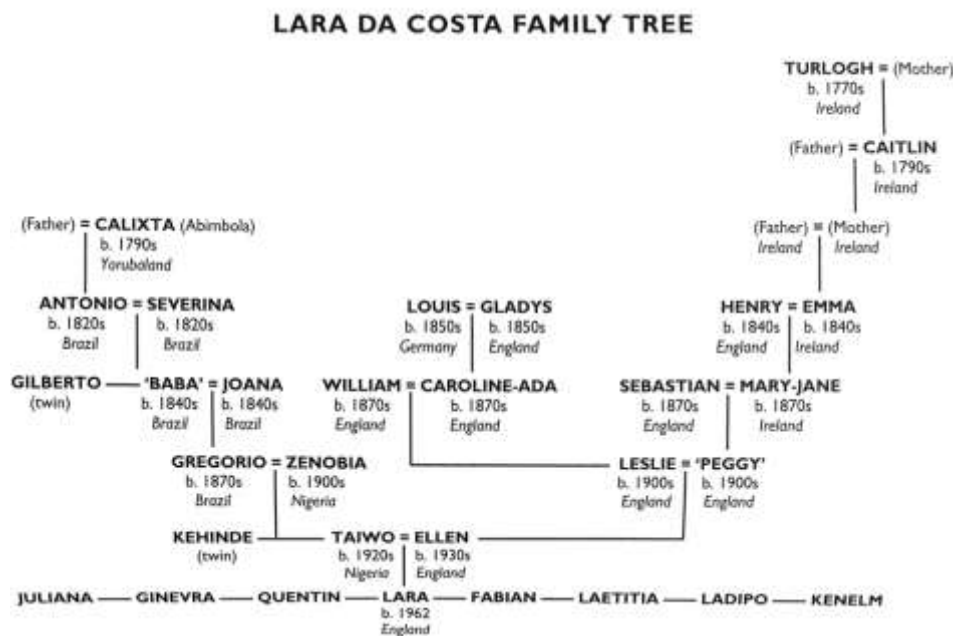 LARA DA COSTA FAMILY TREE
TURLOGH = (Mother)
b. 1770s
Ireland
(Father) = CAITLIN
b. 1790s
Ireland
(Father) = CALIXTA (Abimbola)
b. 1790s
Yorubaland
(Father) = (Mother)
Ireland Ireland
ANTONIO = SEVERINA
b. 1820s b. 1820s
Brazil Brazil
LOUIS = GLADYS
b. 1850s b. 1850s
Germany England
HENRY = EMMA
b. 1840s b. 1840s
England Ireland
GILBERTO 'BABA' = JOANA
(twin) b. 1840s b. 1840s
Brazil Brazil
WILLIAM = CAROLINE-ADA
b. 1870s b. 1870s
England England
SEBASTIAN = MARY-JANE
b. 1870s b. 1870s
England Ireland
GREGORIO = ZENOBIA
b. 1870s b. 1900s
Brazil Nigeria
LESLIE = 'PEGGY'
b. 1900s b. 1900s
England England
KEHINDE TAIWO = ELLEN
(twin) b. 1920s b. 1930s
Nigeria England
JULIANA GINEVRA QUENTIN LARA FABIAN LAETITIA LADIPO KENELM
b. 1962
England